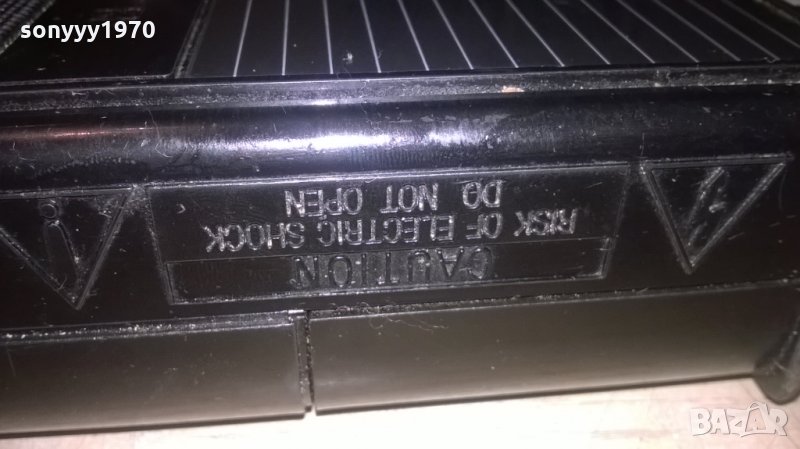 sonyyy1970
CAUTION
RISK OF ELECTRIC SHOCK
DO NOT OPEN
BAZAR